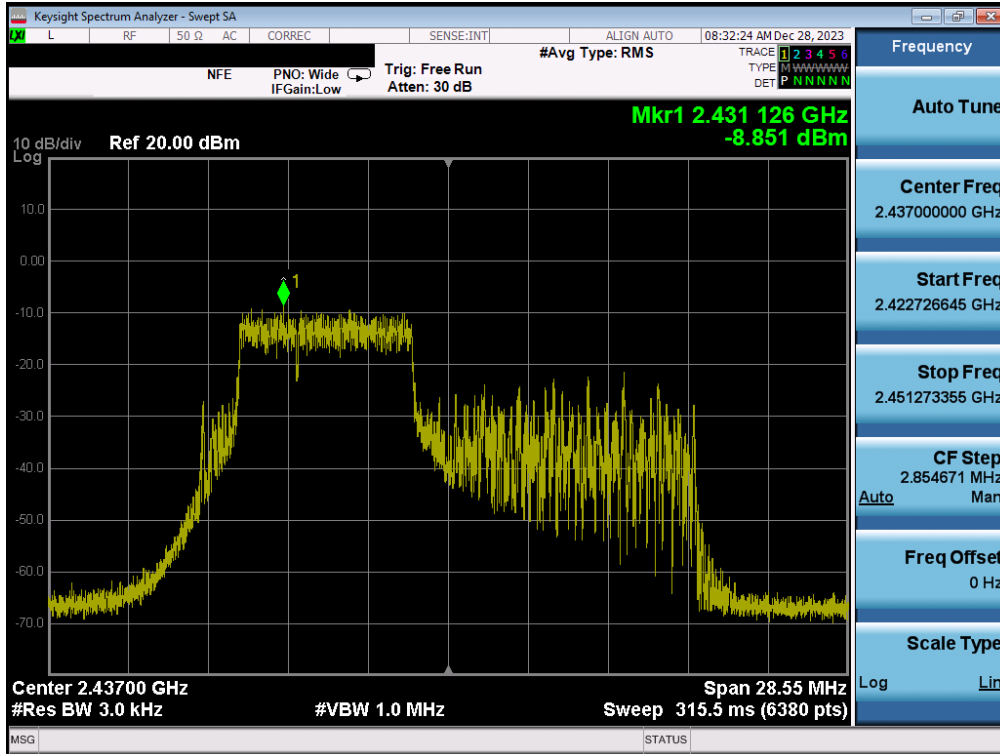 Keysight Spectrum Analyzer - Swept SA
LXI L RF 50 Ω AC CORREC SENSE:INT ALIGN AUTO 08:32:24 AM Dec 28, 2023
NFE PNO: Wide Trig: Free Run #Avg Type: RMS TRACE 1 2 3 4 5 6
IFGain:Low Atten: 30 dB TYPE M WWWWW
DET P N N N N N
Mkr1 2.431 126 GHz
-8.851 dBm
10 dB/div Ref 20.00 dBm
Log
10.0
0.00
-10.0
-20.0
-30.0
-40.0
-50.0
-60.0
-70.0
1
Center 2.43700 GHz Span 28.55 MHz
#Res BW 3.0 kHz #VBW 1.0 MHz Sweep 315.5 ms (6380 pts)
MSG STATUS
Frequency
Auto Tune
Center Freq
2.437000000 GHz
Start Freq
2.422726645 GHz
Stop Freq
2.451273355 GHz
CF Step
2.854671 MHz
Auto Man
Freq Offset
0 Hz
Scale Type
Log Lin